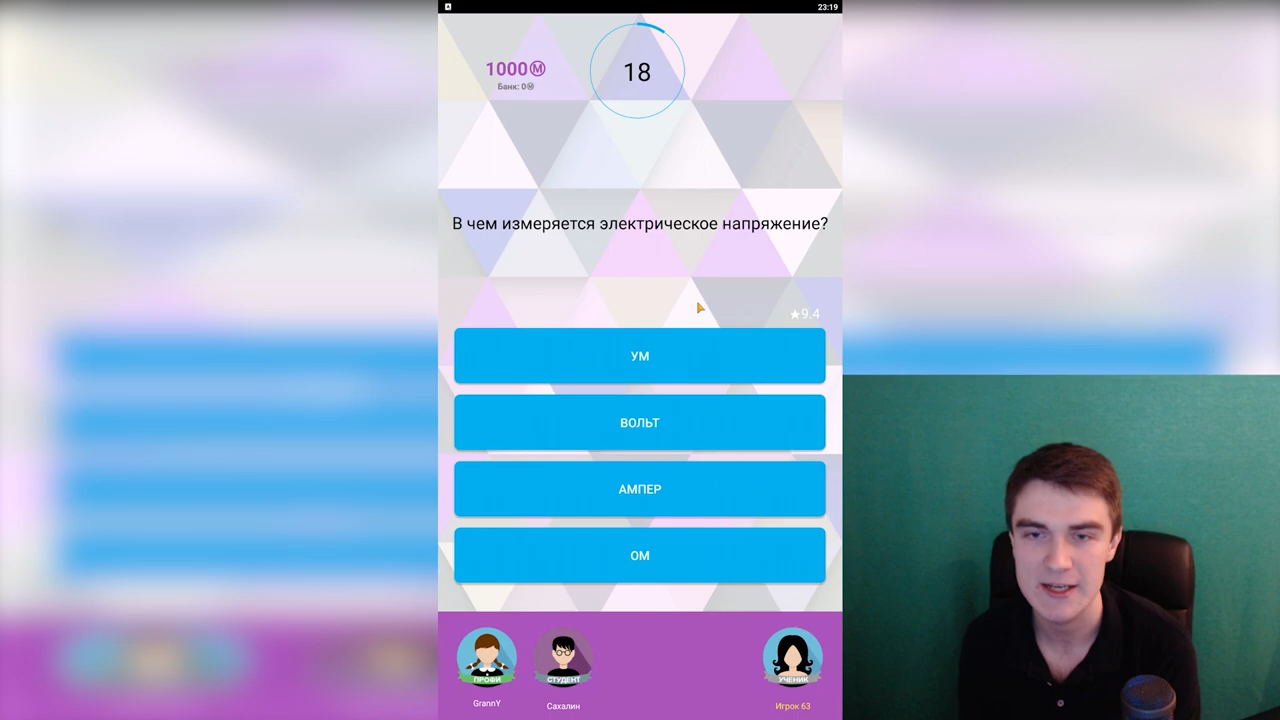 23:19
1000Ⓜ
Банк: 0Ⓜ
18
В чем измеряется электрическое напряжение?
★9.4
УМ
ВОЛЬТ
АМПЕР
ОМ
ПРОФИ
СТУДЕНТ
УЧЕНИК
GrannY
Сахалин
Игрок 63